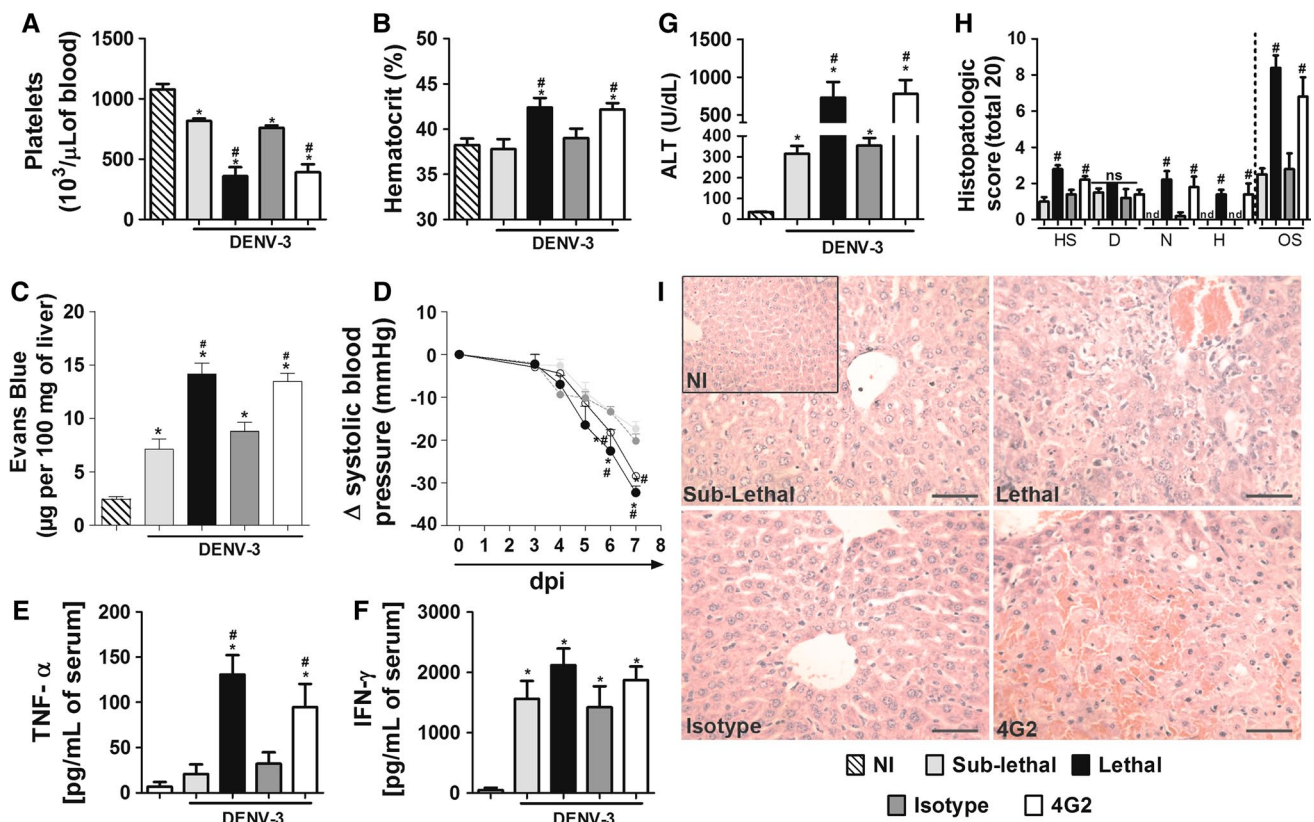 A
Platelets
(10³/μLof blood)
1500
1000
500
0
*
#
*
*
#
*
DENV-3
B
Hematocrit (%)
50
45
40
35
30
#
*
#
*
G
ALT (U/dL)
1500
1000
500
400
300
200
100
0
*
#
*
*
#
*
DENV-3
H
Histopatologic
score (total 20)
10
8
6
4
2
0
#
#
ns
nd
#
#
nd
#
nd
#
#
#
HS
D
N
H
OS
C
Evans Blue
(μg per 100 mg of liver)
20
15
10
5
0
*
#
*
*
#
*
DENV-3
D
Δ systolic blood
pressure (mmHg)
10
0
-10
-20
-30
-40
*#
*
#
*#
*
#
0 1 2 3 4 5 6 7 8
dpi
E
TNF- α
[pg/mL of serum]
200
150
100
50
0
#
*
#
*
DENV-3
F
IFN-γ
[pg/mL of serum]
3000
2000
1000
0
*
*
*
*
DENV-3
I
NI
Sub-Lethal
Lethal
Isotype
4G2
NI Sub-lethal Lethal
Isotype 4G2